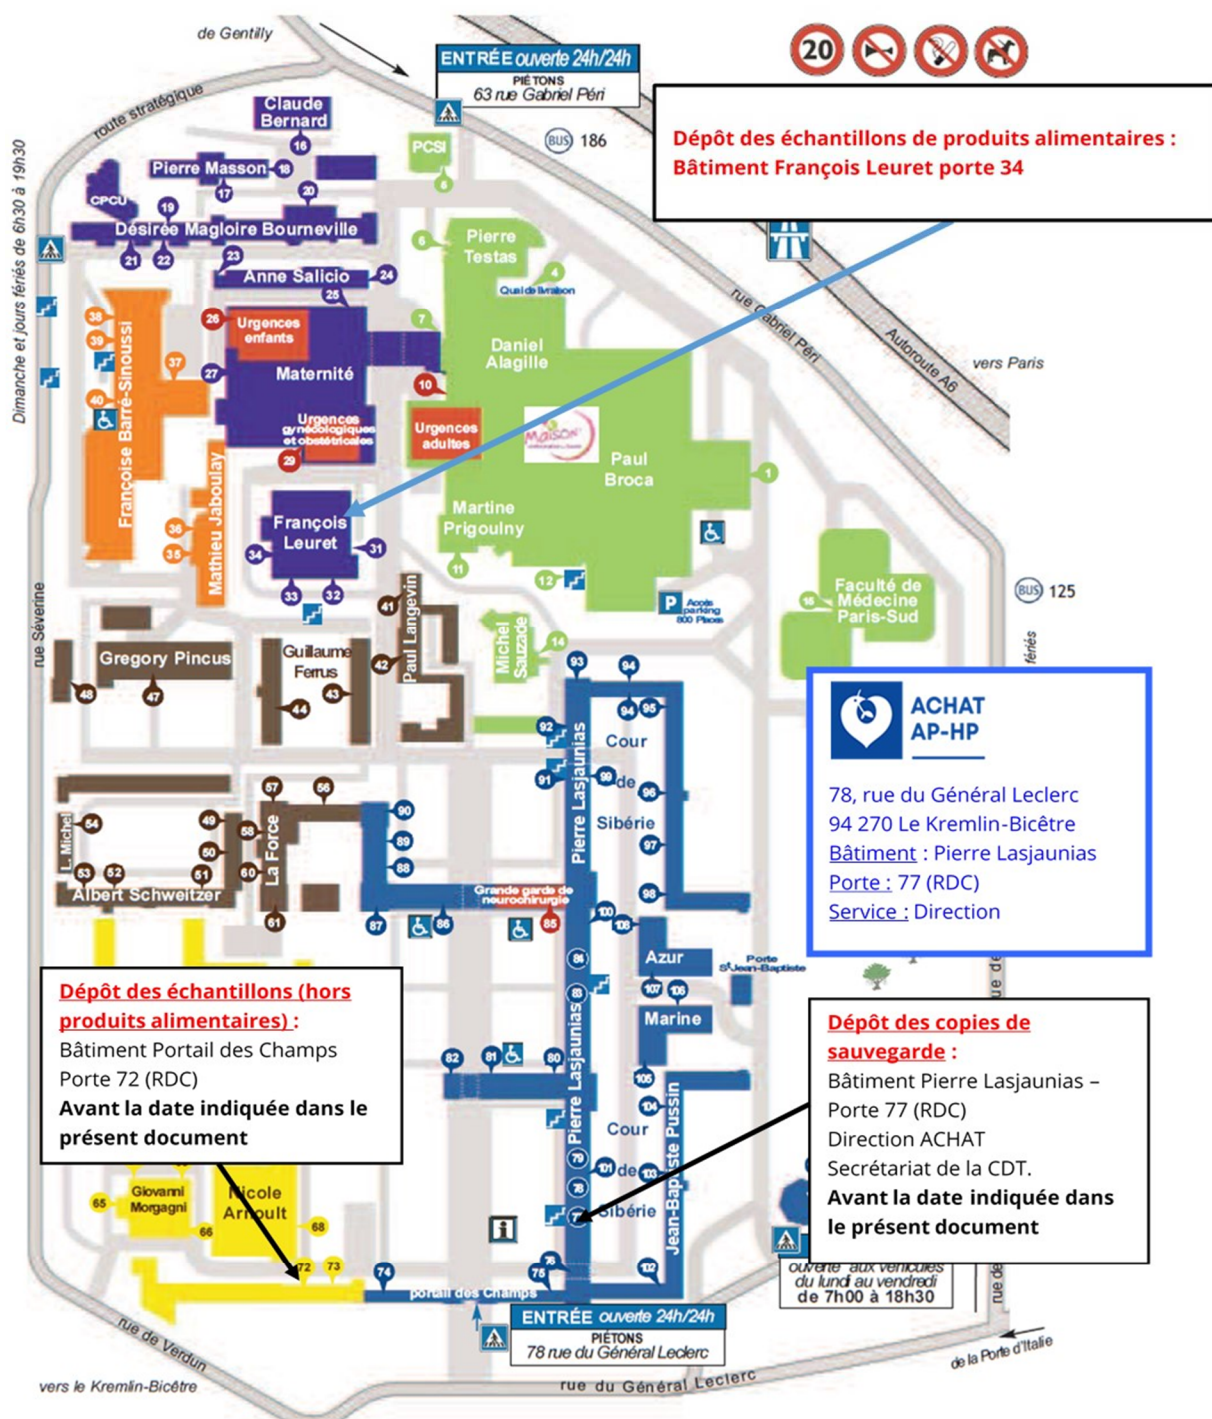 de Gentilly
route stratégique
ENTRÉE ouverte 24h/24h
PIÉTONS
63 rue Gabriel Péri
BUS 186
20
Dépôt des échantillons de produits alimentaires :
Bâtiment François Leuret porte 34
Dimanche et jours fériés de 6h30 à 19h30
Claude
Bernard
16
Pierre Masson
18
17
CPCU
19
20
Désirée Magloire Bourneville
21
22
23
Anne Salicio
24
25
PCSI
6
Pierre
Testas
4
Quai de livraison
7
Daniel
Alagille
rue Gabriel Péri
Autoroute A6
vers Paris
26
Urgences
enfants
27
Maternité
Urgences
gynécologiques
et obstétricales
29
10
Urgences
adultes
Maison
Paul
Broca
1
Martine
Prigoulny
11
12
38
39
37
40
Françoise Barré-Sinoussi
36
35
Mathieu Jaboulay
François
Leuret
34
31
33
32
P
Accès
parking
800 Places
Faculté de
Médecine
Paris-Sud
BUS 125
fériés
rue Séverine
Gregory Pincus
48
47
Guillaume
Ferrus
43
44
41
Paul Langevin
42
Michel
Sauzade
14
93
94
94
95
92
91
99
Pierre Lasjaunias
Cour
de
Sibérie
96
97
98
ACHAT
AP-HP
78, rue du Général Leclerc
94 270 Le Kremlin-Bicêtre
Bâtiment : Pierre Lasjaunias
Porte : 77 (RDC)
Service : Direction
L. Michel
54
53
52
51
50
49
Albert Schweitzer
57
56
58
La Force
60
61
90
89
88
87
86
Grande garde de
neurochirurgie
85
100
108
84
83
Azur
107
106
Marine
105
Porte
St Jean-Baptiste
Dépôt des échantillons (hors
produits alimentaires) :
Bâtiment Portail des Champs
Porte 72 (RDC)
Avant la date indiquée dans le
présent document
82
81
80
Pierre Lasjaunias
79
78
101
Cour
de
Sibérie
104
103
Jean-Baptiste Pussin
102
Dépôt des copies de
sauvegarde :
Bâtiment Pierre Lasjaunias –
Porte 77 (RDC)
Direction ACHAT
Secrétariat de la CDT.
Avant la date indiquée dans
le présent document
65
Giovanni
Morgagni
66
Nicole
Arnoult
68
72
73
74
75
76
i
portail des Champs
ENTRÉE ouverte 24h/24h
PIÉTONS
78 rue du Général Leclerc
ouverte aux véhicules
du lundi au vendredi
de 7h00 à 18h30
rue de
rue de Verdun
vers le Kremlin-Bicêtre
rue du Général Leclerc
de la Porte d'Italie